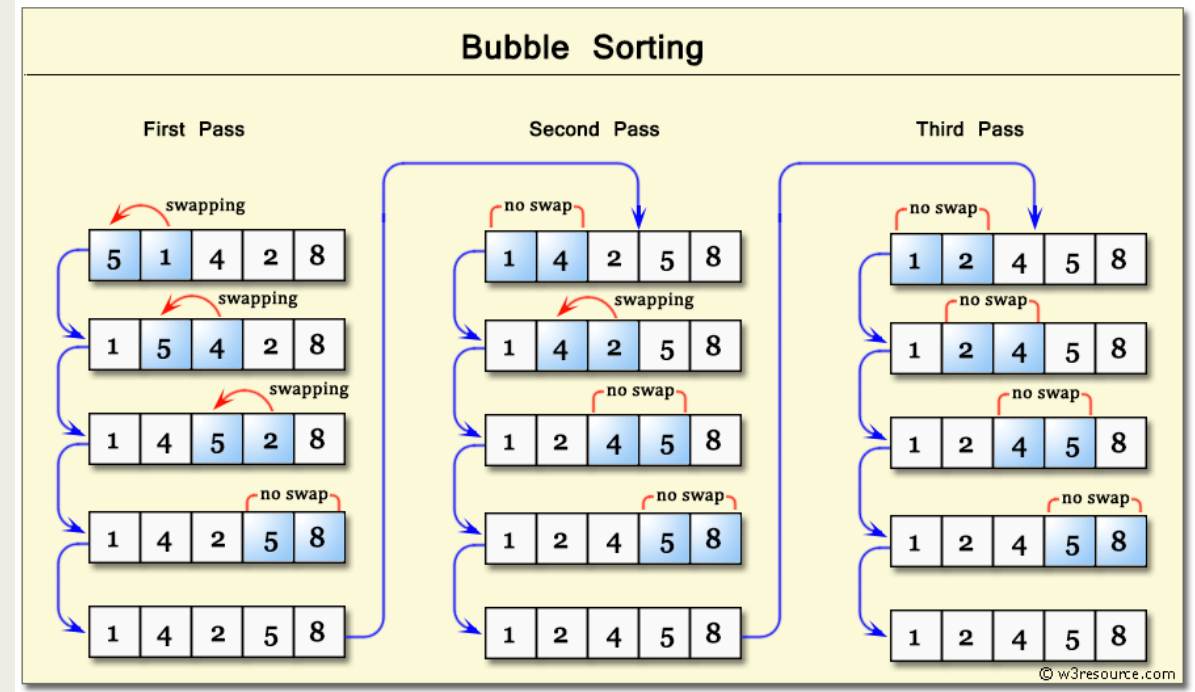 Bubble Sorting
First Pass
swapping
5 1 4 2 8
swapping
1 5 4 2 8
swapping
1 4 5 2 8
no swap
1 4 2 5 8
1 4 2 5 8
Second Pass
no swap
1 4 2 5 8
swapping
1 4 2 5 8
no swap
1 2 4 5 8
no swap
1 2 4 5 8
1 2 4 5 8
Third Pass
no swap
1 2 4 5 8
no swap
1 2 4 5 8
no swap
1 2 4 5 8
no swap
1 2 4 5 8
1 2 4 5 8
© w3resource.com